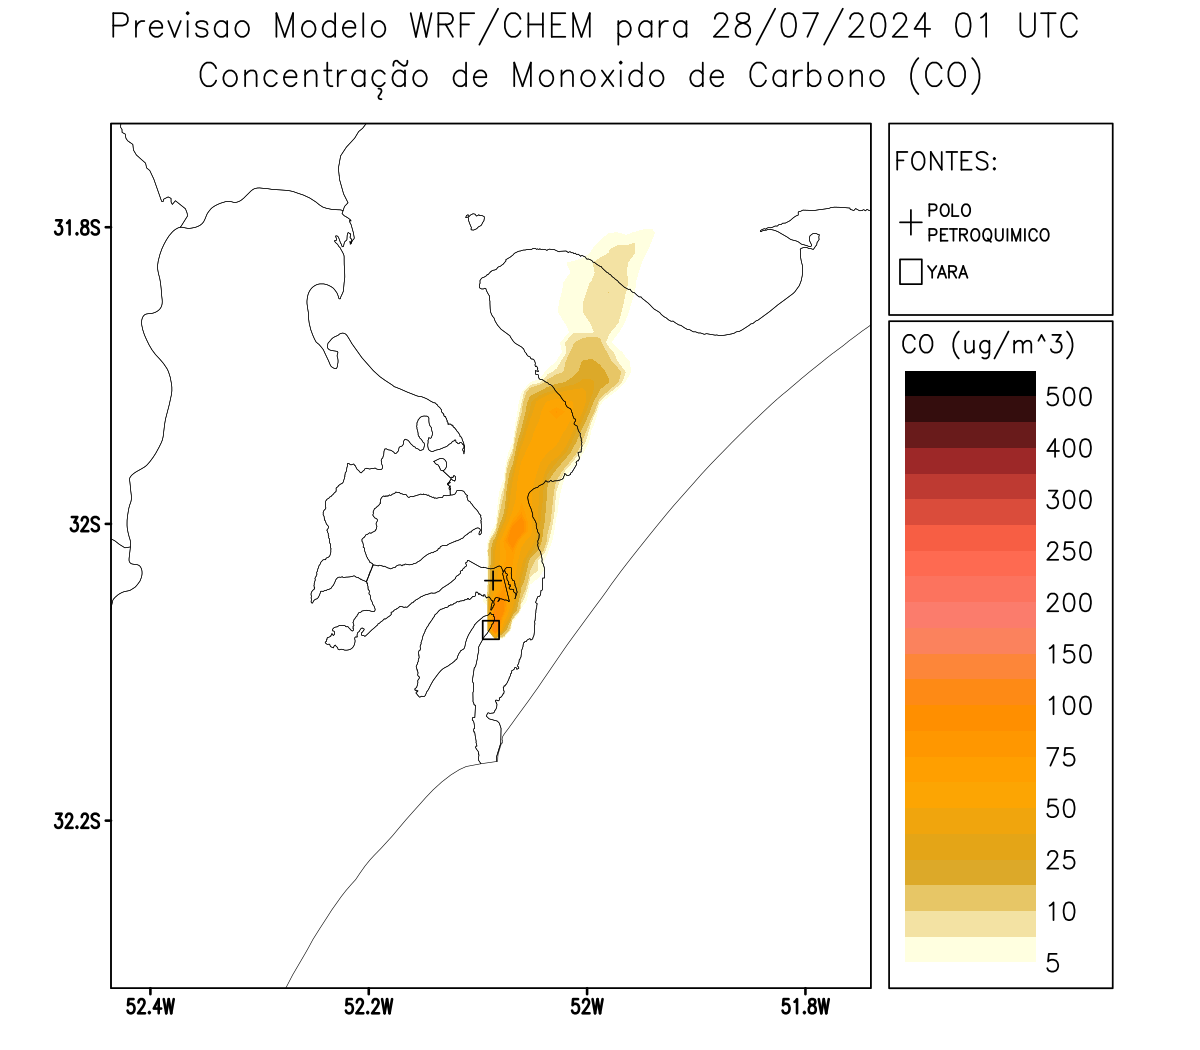 Previsao Modelo WRF/CHEM para 28/07/2024 01 UTC
Concentração de Monoxido de Carbono (CO)
FONTES:
POLO
PETROQUIMICO
YARA
CO (ug/m^3)
500
400
300
250
200
150
100
75
50
25
10
5
31.8S
32S
32.2S
52.4W
52.2W
52W
51.8W